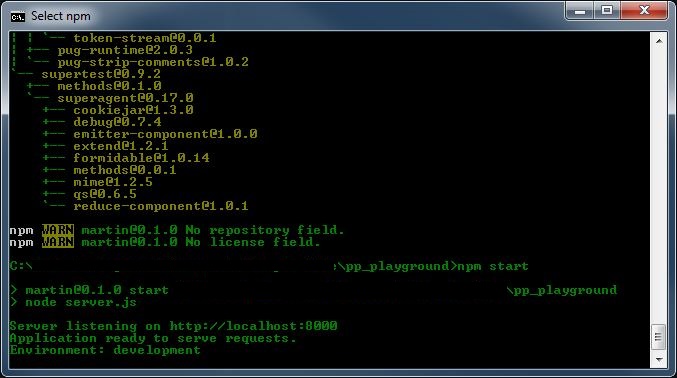 Select npm
| | `-- token-stream@0.0.1
| +-- pug-runtime@2.0.3
| `-- pug-strip-comments@1.0.2
`-- supertest@0.9.2
+-- methods@0.1.0
`-- superagent@0.17.0
+-- cookiejar@1.3.0
+-- debug@0.7.4
+-- emitter-component@1.0.0
+-- extend@1.2.1
+-- formidable@1.0.14
+-- methods@0.0.1
+-- mime@1.2.5
+-- qs@0.6.5
`-- reduce-component@1.0.1
npm WARN martin@0.1.0 No repository field.
npm WARN martin@0.1.0 No license field.
C:\ \pp_playground>npm start
> martin@0.1.0 start \pp_playground
> node server.js
Server listening on http://localhost:8000
Application ready to serve requests.
Environment: development